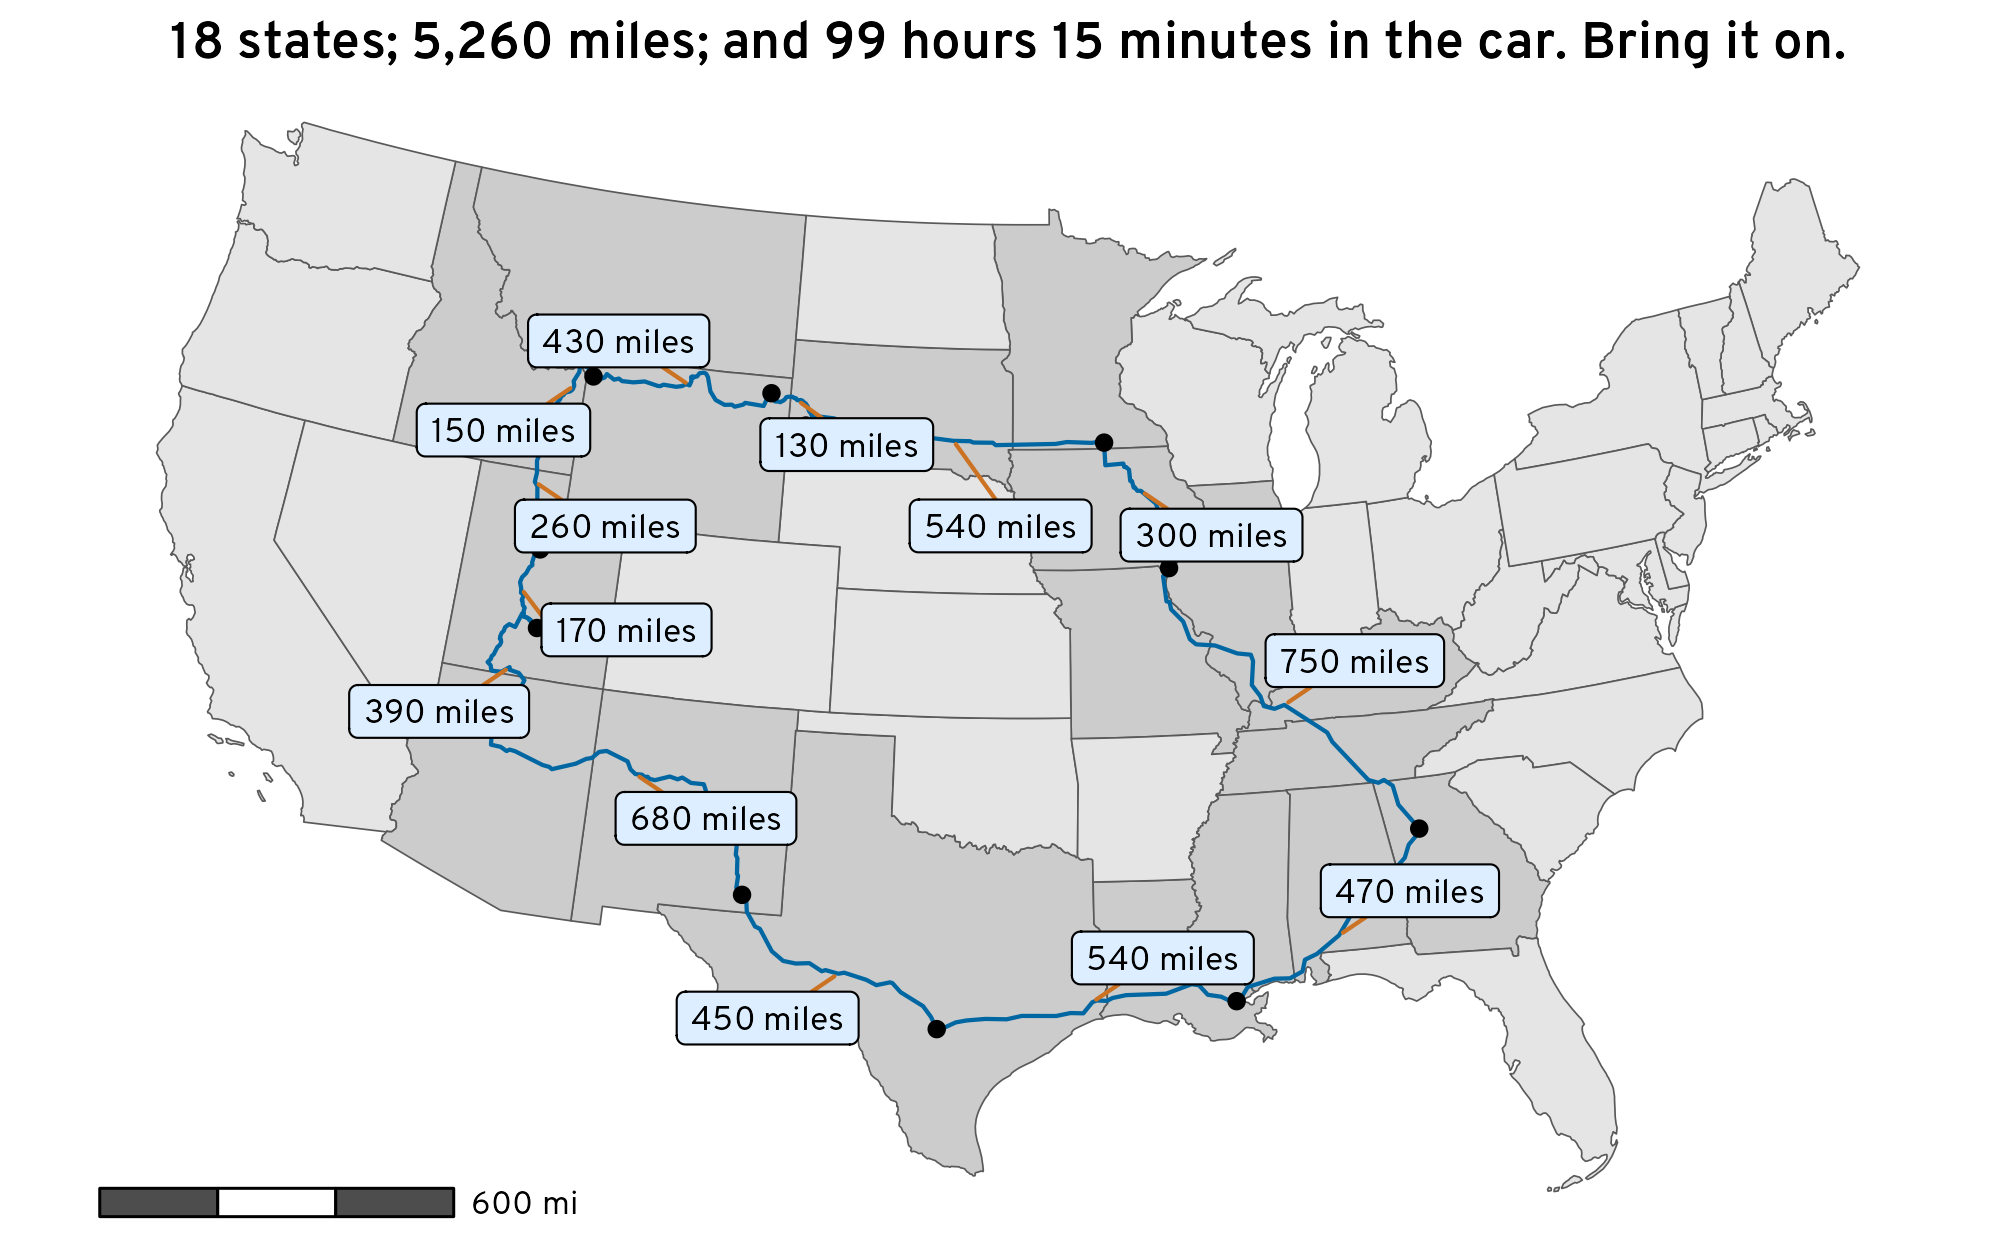 18 states; 5,260 miles; and 99 hours 15 minutes in the car. Bring it on.
430 miles
150 miles
130 miles
260 miles
540 miles
300 miles
170 miles
750 miles
390 miles
680 miles
470 miles
540 miles
450 miles
600 mi